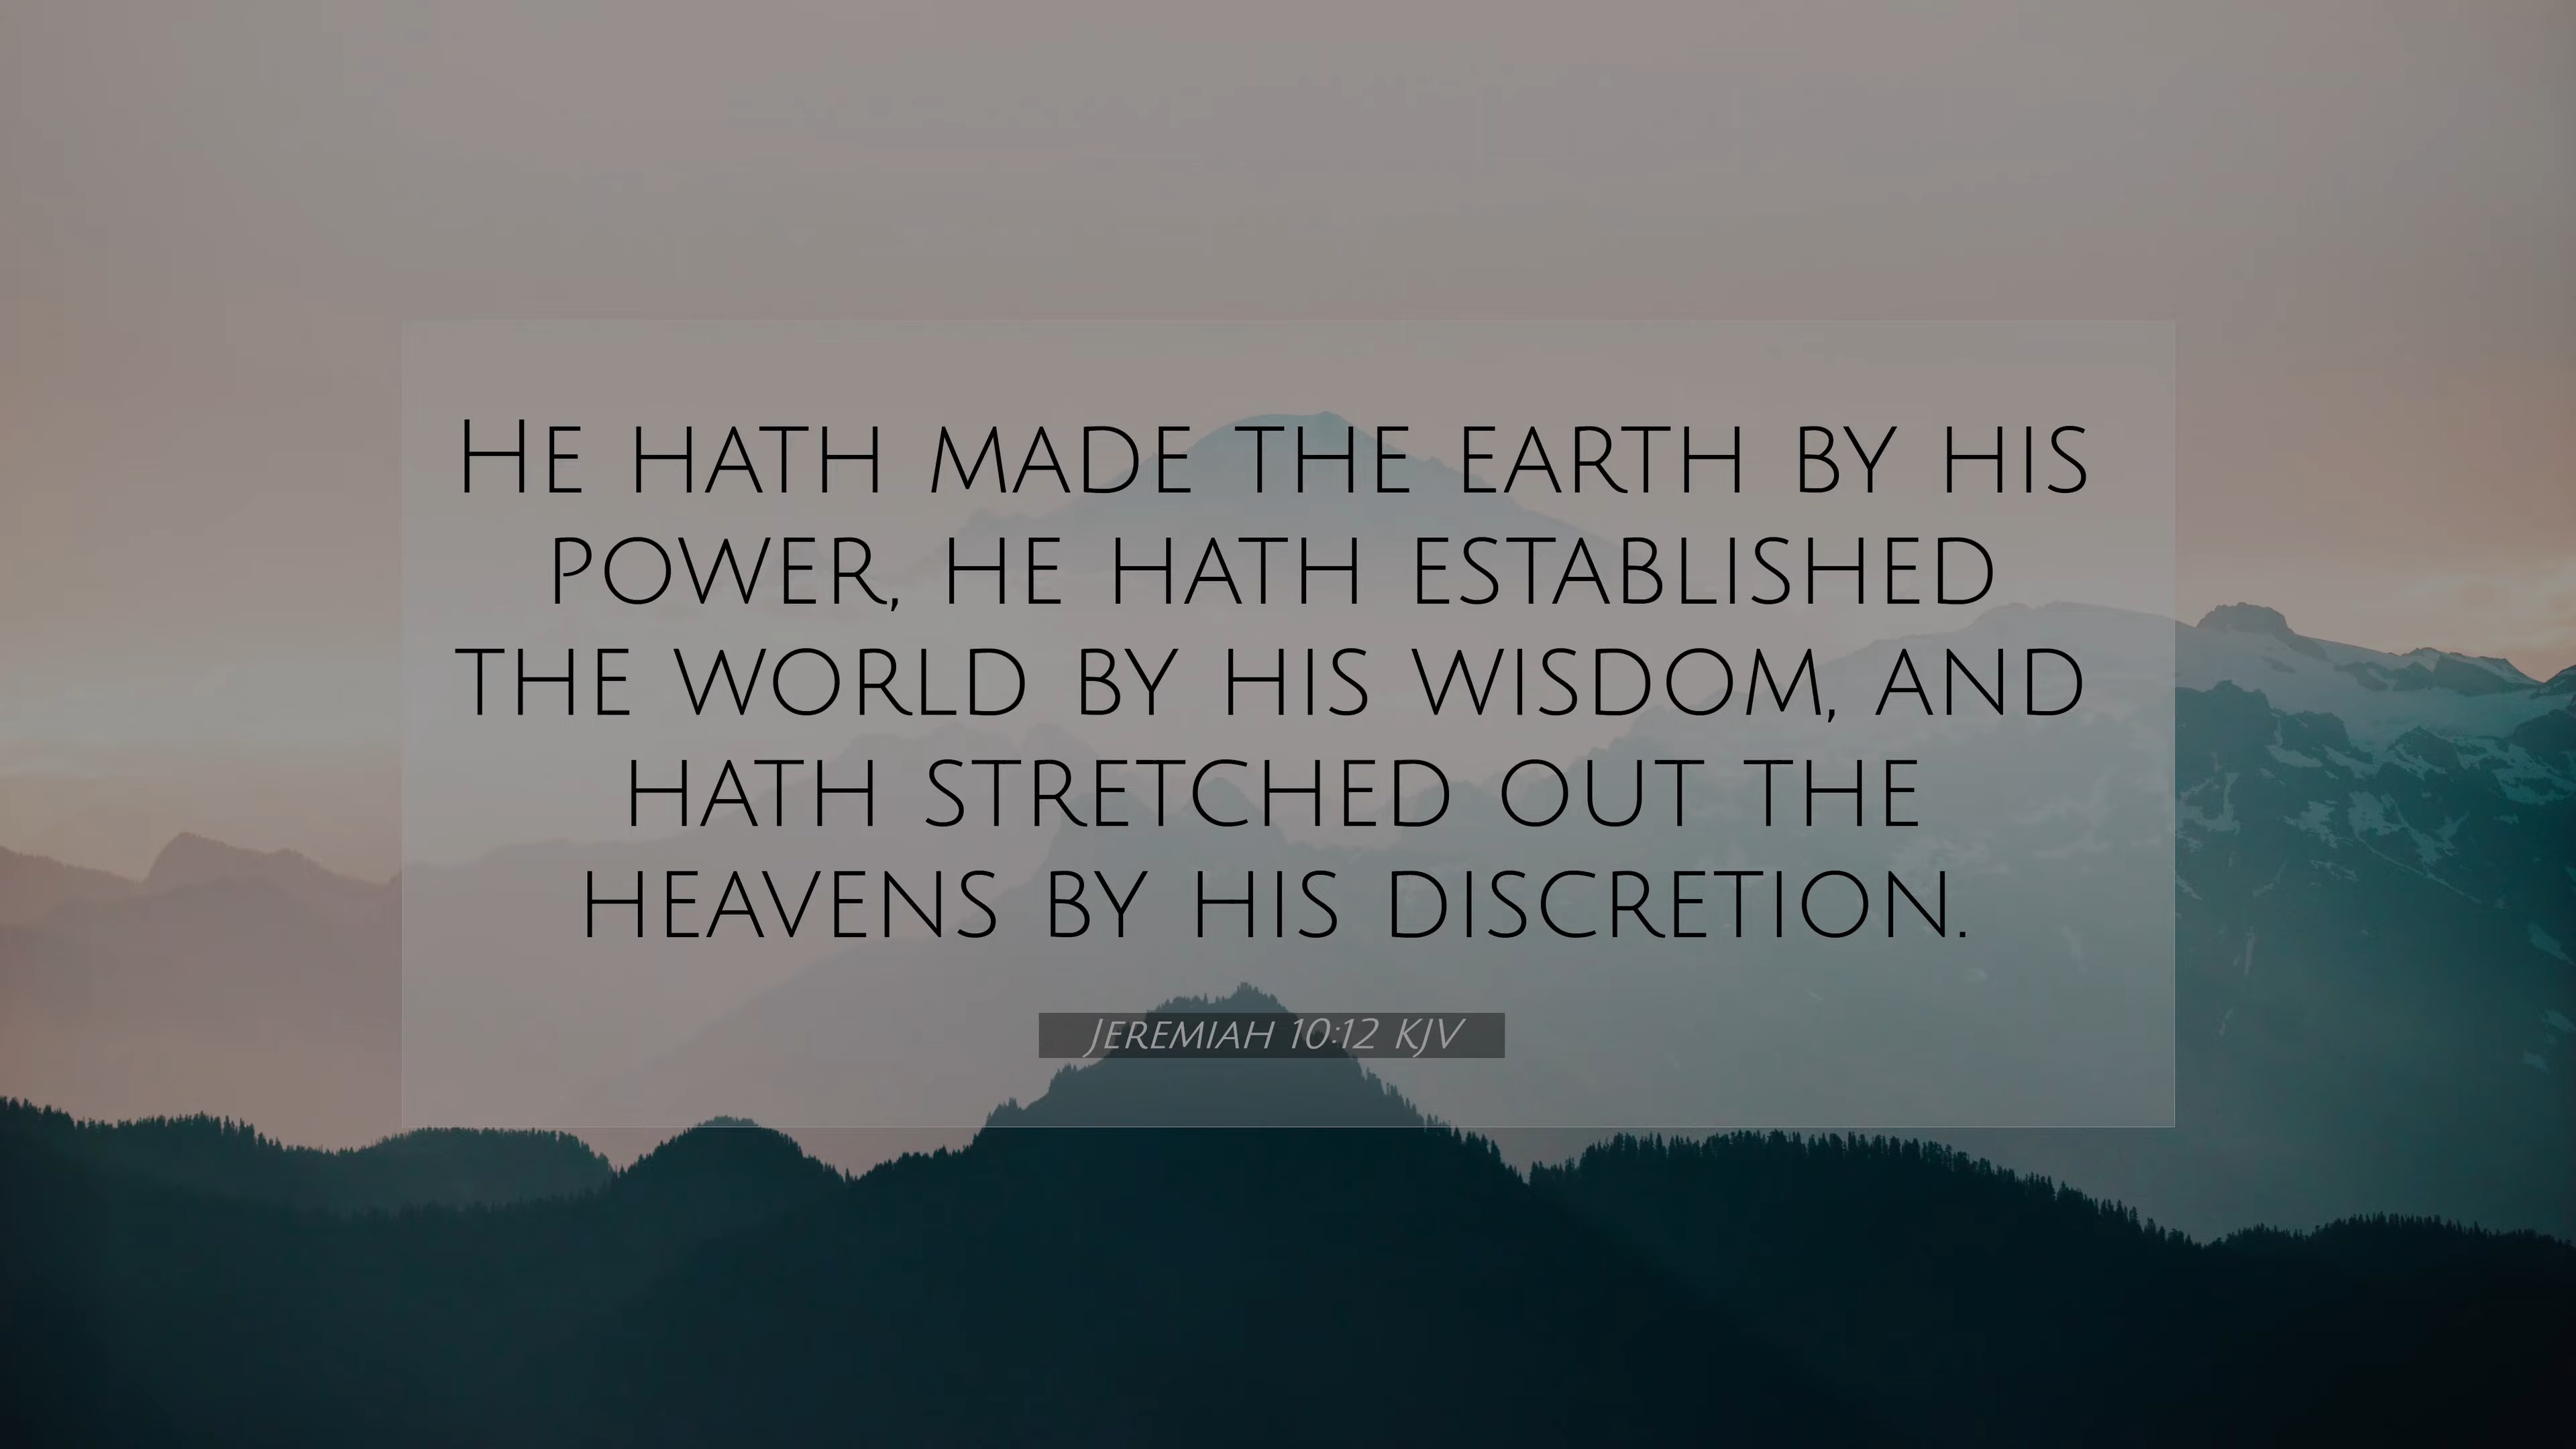 He hath made the earth by his
power, he hath established
the world by his wisdom, and
hath stretched out the
heavens by his discretion.
Jeremiah 10:12 KJV